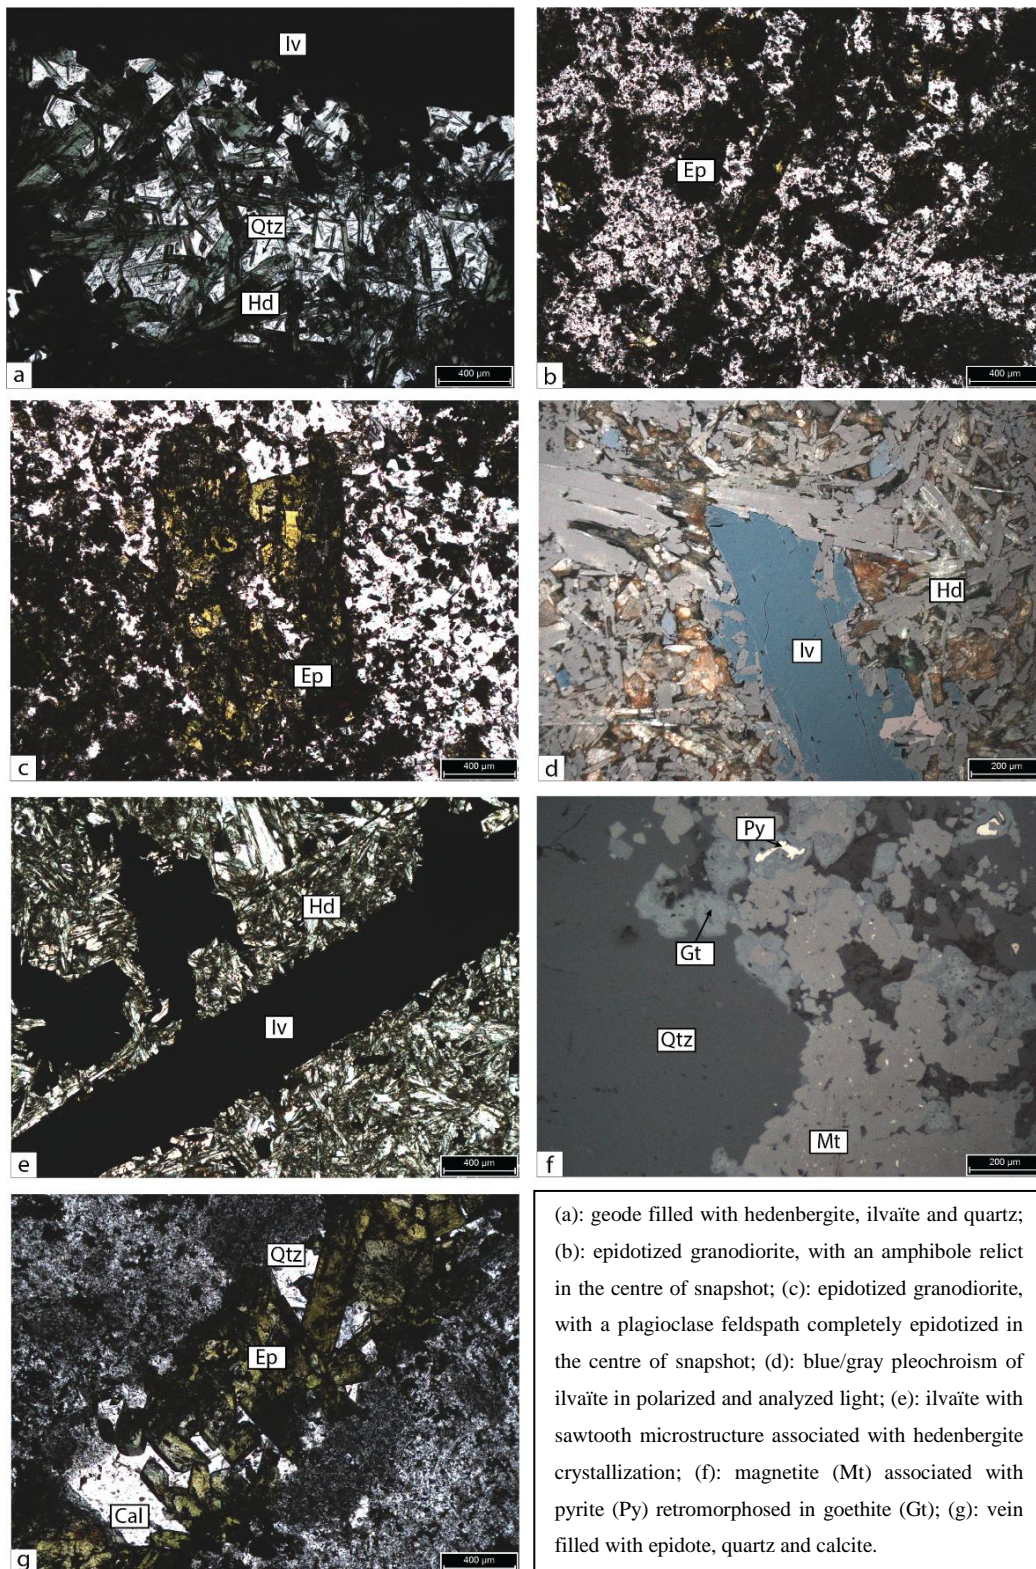 Iv
Qtz
Hd
a
400 µm
Ep
b
400 µm
Ep
c
400 µm
Hd
Iv
d
200 µm
Hd
Iv
e
400 µm
Py
Gt
Qtz
Mt
f
200 µm
Qtz
Ep
Cal
g
400 µm
(a): geode filled with hedenbergite, ilvaïte and quartz;
(b): epidotized granodiorite, with an amphibole relict
in the centre of snapshot; (c): epidotized granodiorite,
with a plagioclase feldspath completely epidotized in
the centre of snapshot; (d): blue/gray pleochroism of
ilvaïte in polarized and analyzed light; (e): ilvaïte with
sawtooth microstructure associated with hedenbergite
crystallization; (f): magnetite (Mt) associated with
pyrite (Py) retromorphosed in goethite (Gt); (g): vein
filled with epidote, quartz and calcite.